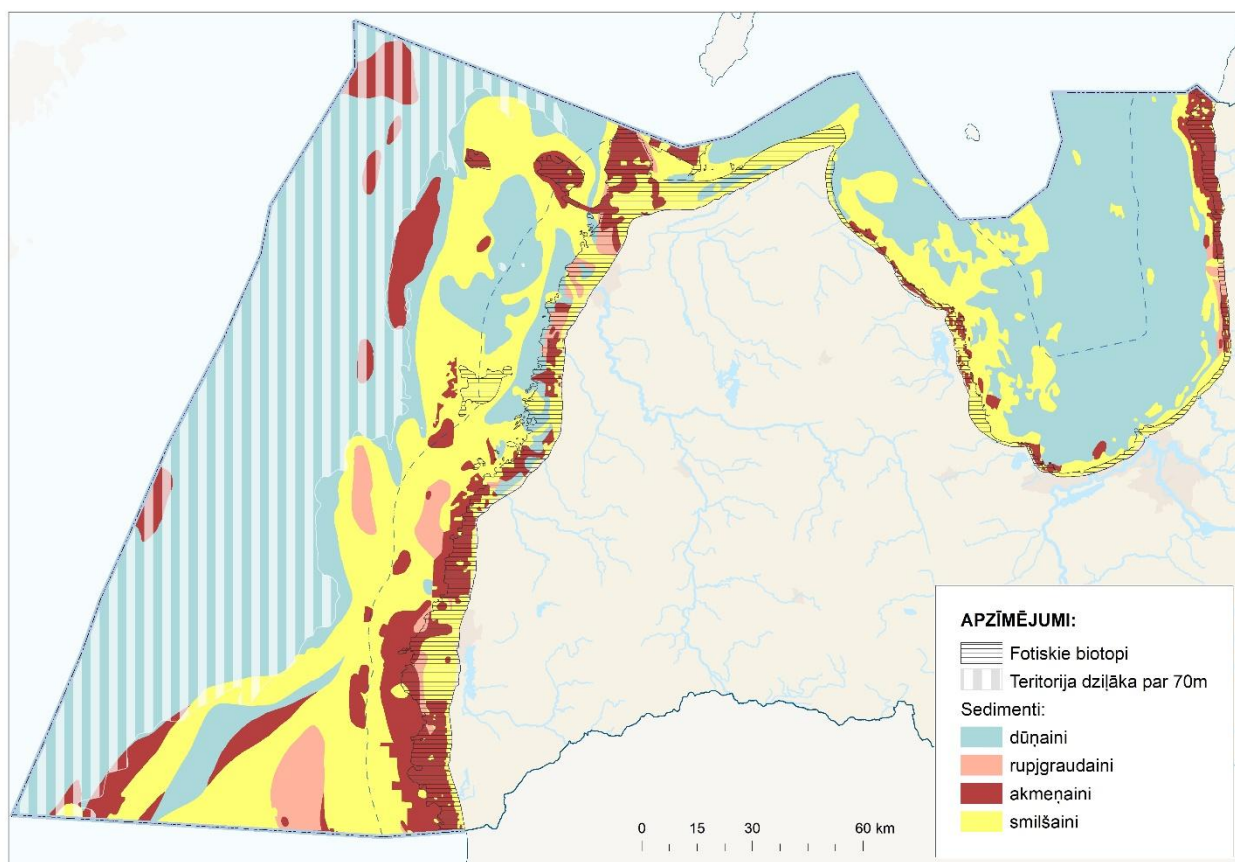 APZĪMĒJUMI:
Fotiskie biotopi
Teritorija dziļāka par 70m
Sedimenti:
dūņaini
rupjgraudaini
akmeņaini
smilšaini
0 15 30 60 km